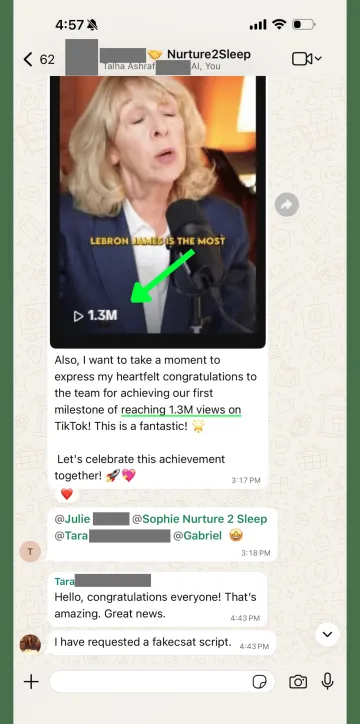 4:57
62
Nurture2Sleep
Talha Ashraf
AI, You
LEBRON JAMES IS THE MOST
1.3M
Also, I want to take a moment to
express my heartfelt congratulations to
the team for achieving our first
milestone of reaching 1.3M views on
TikTok! This is a fantastic! 🌟
Let's celebrate this achievement
together! 🚀💖
3:17 PM
@Julie @Sophie Nurture 2 Sleep
@Tara @Gabriel 🤩
3:18 PM
T
Tara
Hello, congratulations everyone! That's
amazing. Great news.
4:43 PM
I have requested a fakecsat script.
4:43 PM